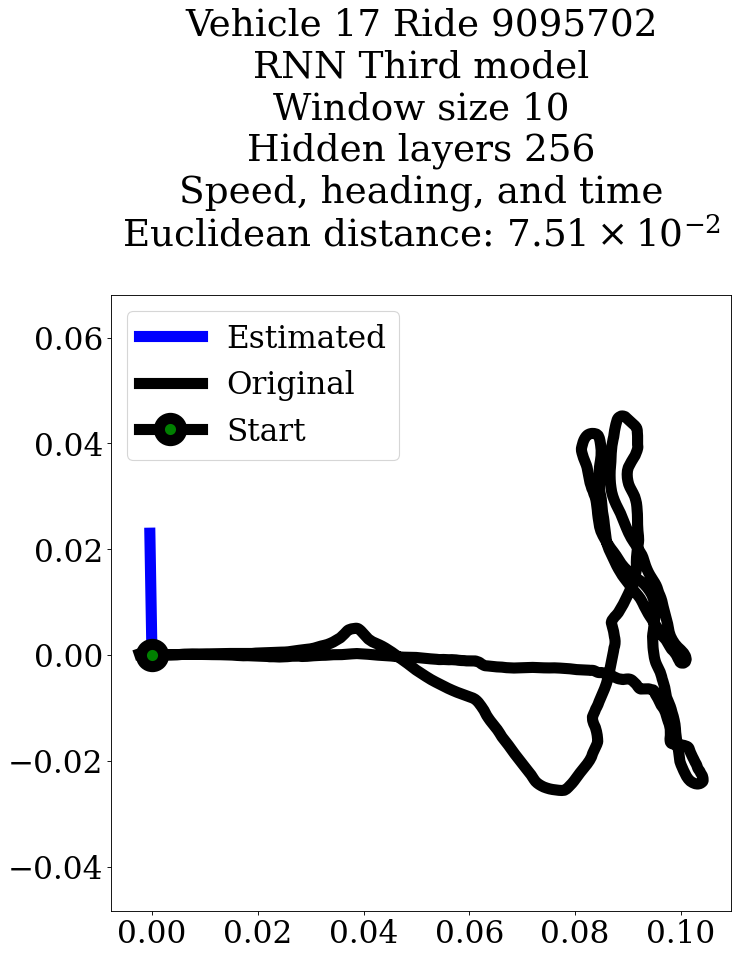 Vehicle 17 Ride 9095702
RNN Third model
Window size 10
Hidden layers 256
Speed, heading, and time
Euclidean distance: 7.51 × 10⁻²
Estimated
Original
Start
0.06
0.04
0.02
0.00
−0.02
−0.04
0.00 0.02 0.04 0.06 0.08 0.10